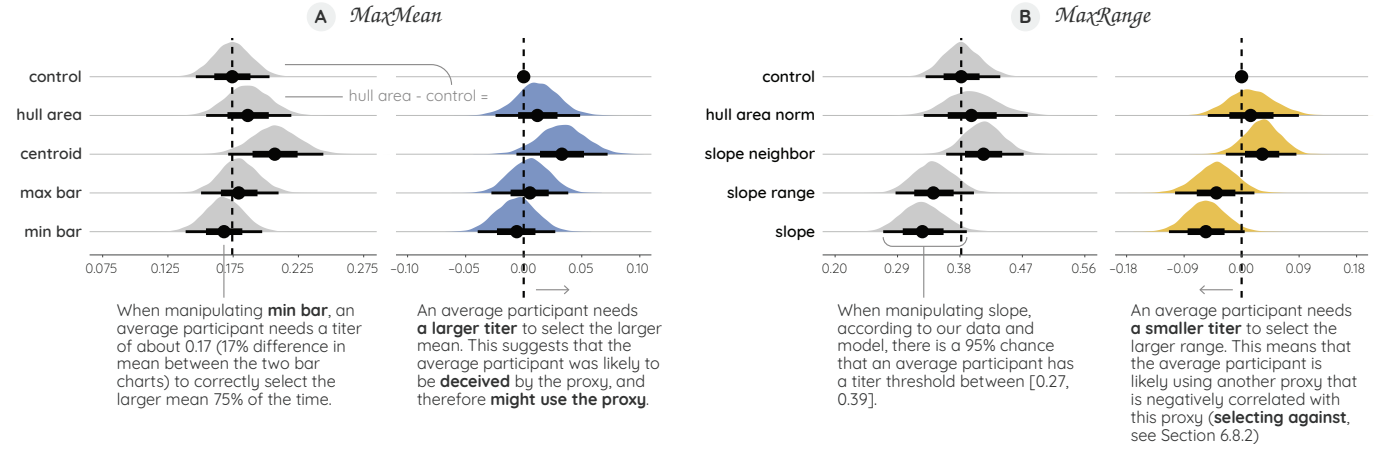 A MaxMean
control
hull area
centroid
max bar
min bar
hull area - control =
0.075 0.125 0.175 0.225 0.275
−0.10 −0.05 0.00 0.05 0.10
When manipulating min bar, an
average participant needs a titer
of about 0.17 (17% difference in
mean between the two bar
charts) to correctly select the
larger mean 75% of the time.
An average participant needs
a larger titer to select the larger
mean. This suggests that the
average participant was likely to
be deceived by the proxy, and
therefore might use the proxy.
B MaxRange
control
hull area norm
slope neighbor
slope range
slope
0.20 0.29 0.38 0.47 0.56
−0.18 −0.09 0.00 0.09 0.18
When manipulating slope,
according to our data and
model, there is a 95% chance
that an average participant has
a titer threshold between [0.27,
0.39].
An average participant needs
a smaller titer to select the
larger range. This means that
the average participant is
likely using another proxy that
is negatively correlated with
this proxy (selecting against,
see Section 6.8.2)